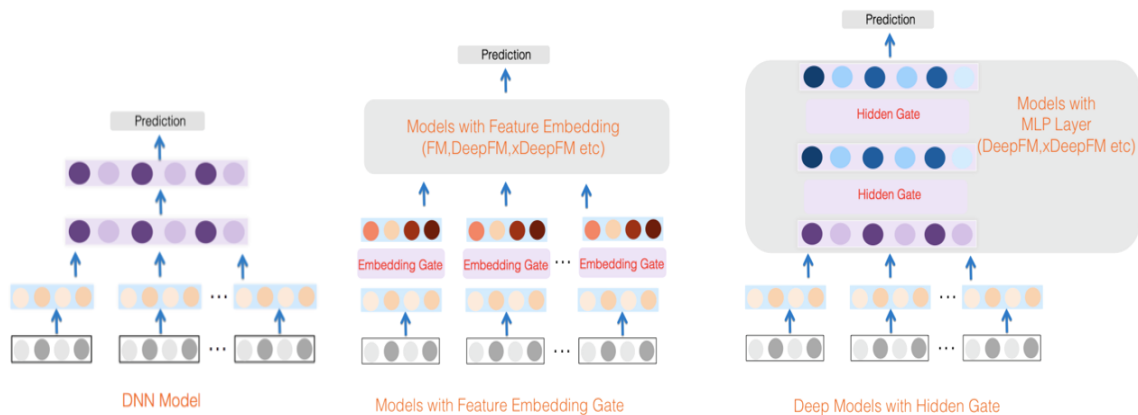 Prediction
DNN Model
Prediction
Models with Feature Embedding
(FM,DeepFM,xDeepFM etc)
Embedding Gate
Embedding Gate
...
Embedding Gate
Models with Feature Embedding Gate
Prediction
Hidden Gate
Hidden Gate
Models with
MLP Layer
(DeepFM,xDeepFM etc)
Deep Models with Hidden Gate